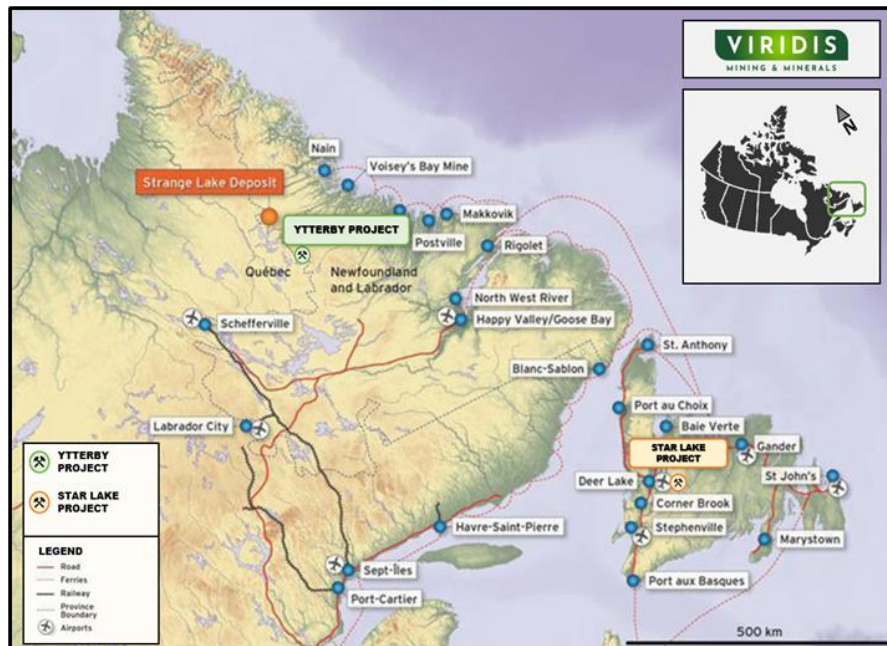 VIRIDIS
MINING & MINERALS
N
Nain
Voisey's Bay Mine
Strange Lake Deposit
YTTERBY PROJECT
Makkovik
Postville
Rigolet
Québec
Newfoundland
and Labrador
North West River
Schefferville
Happy Valley/Goose Bay
St. Anthony
Blanc-Sablon
Port au Choix
Labrador City
Baie Verte
STAR LAKE
PROJECT
Gander
Deer Lake
St John's
Corner Brook
Havre-Saint-Pierre
Stephenville
Marystown
Sept-Îles
Port-Cartier
Port aux Basques
500 km
YTTERBY
PROJECT
STAR LAKE
PROJECT
LEGEND
Road
Ferries
Railway
Province
Boundary
Airports